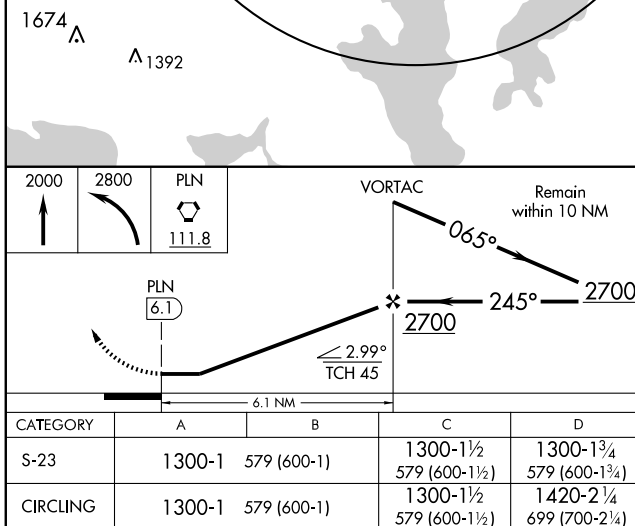 1674
1392
2000 2800 PLN
111.8
VORTAC
Remain
within 10 NM
065°
PLN
6.1
245°
2700
2700
2.99°
TCH 45
6.1 NM
CATEGORY A B C D
S-23 1300-1 579 (600-1) 1300-1½ 1300-1¾
579 (600-1½) 579 (600-1¾)
CIRCLING 1300-1 579 (600-1) 1300-1½ 1420-2¼
579 (600-1½) 699 (700-2¼)